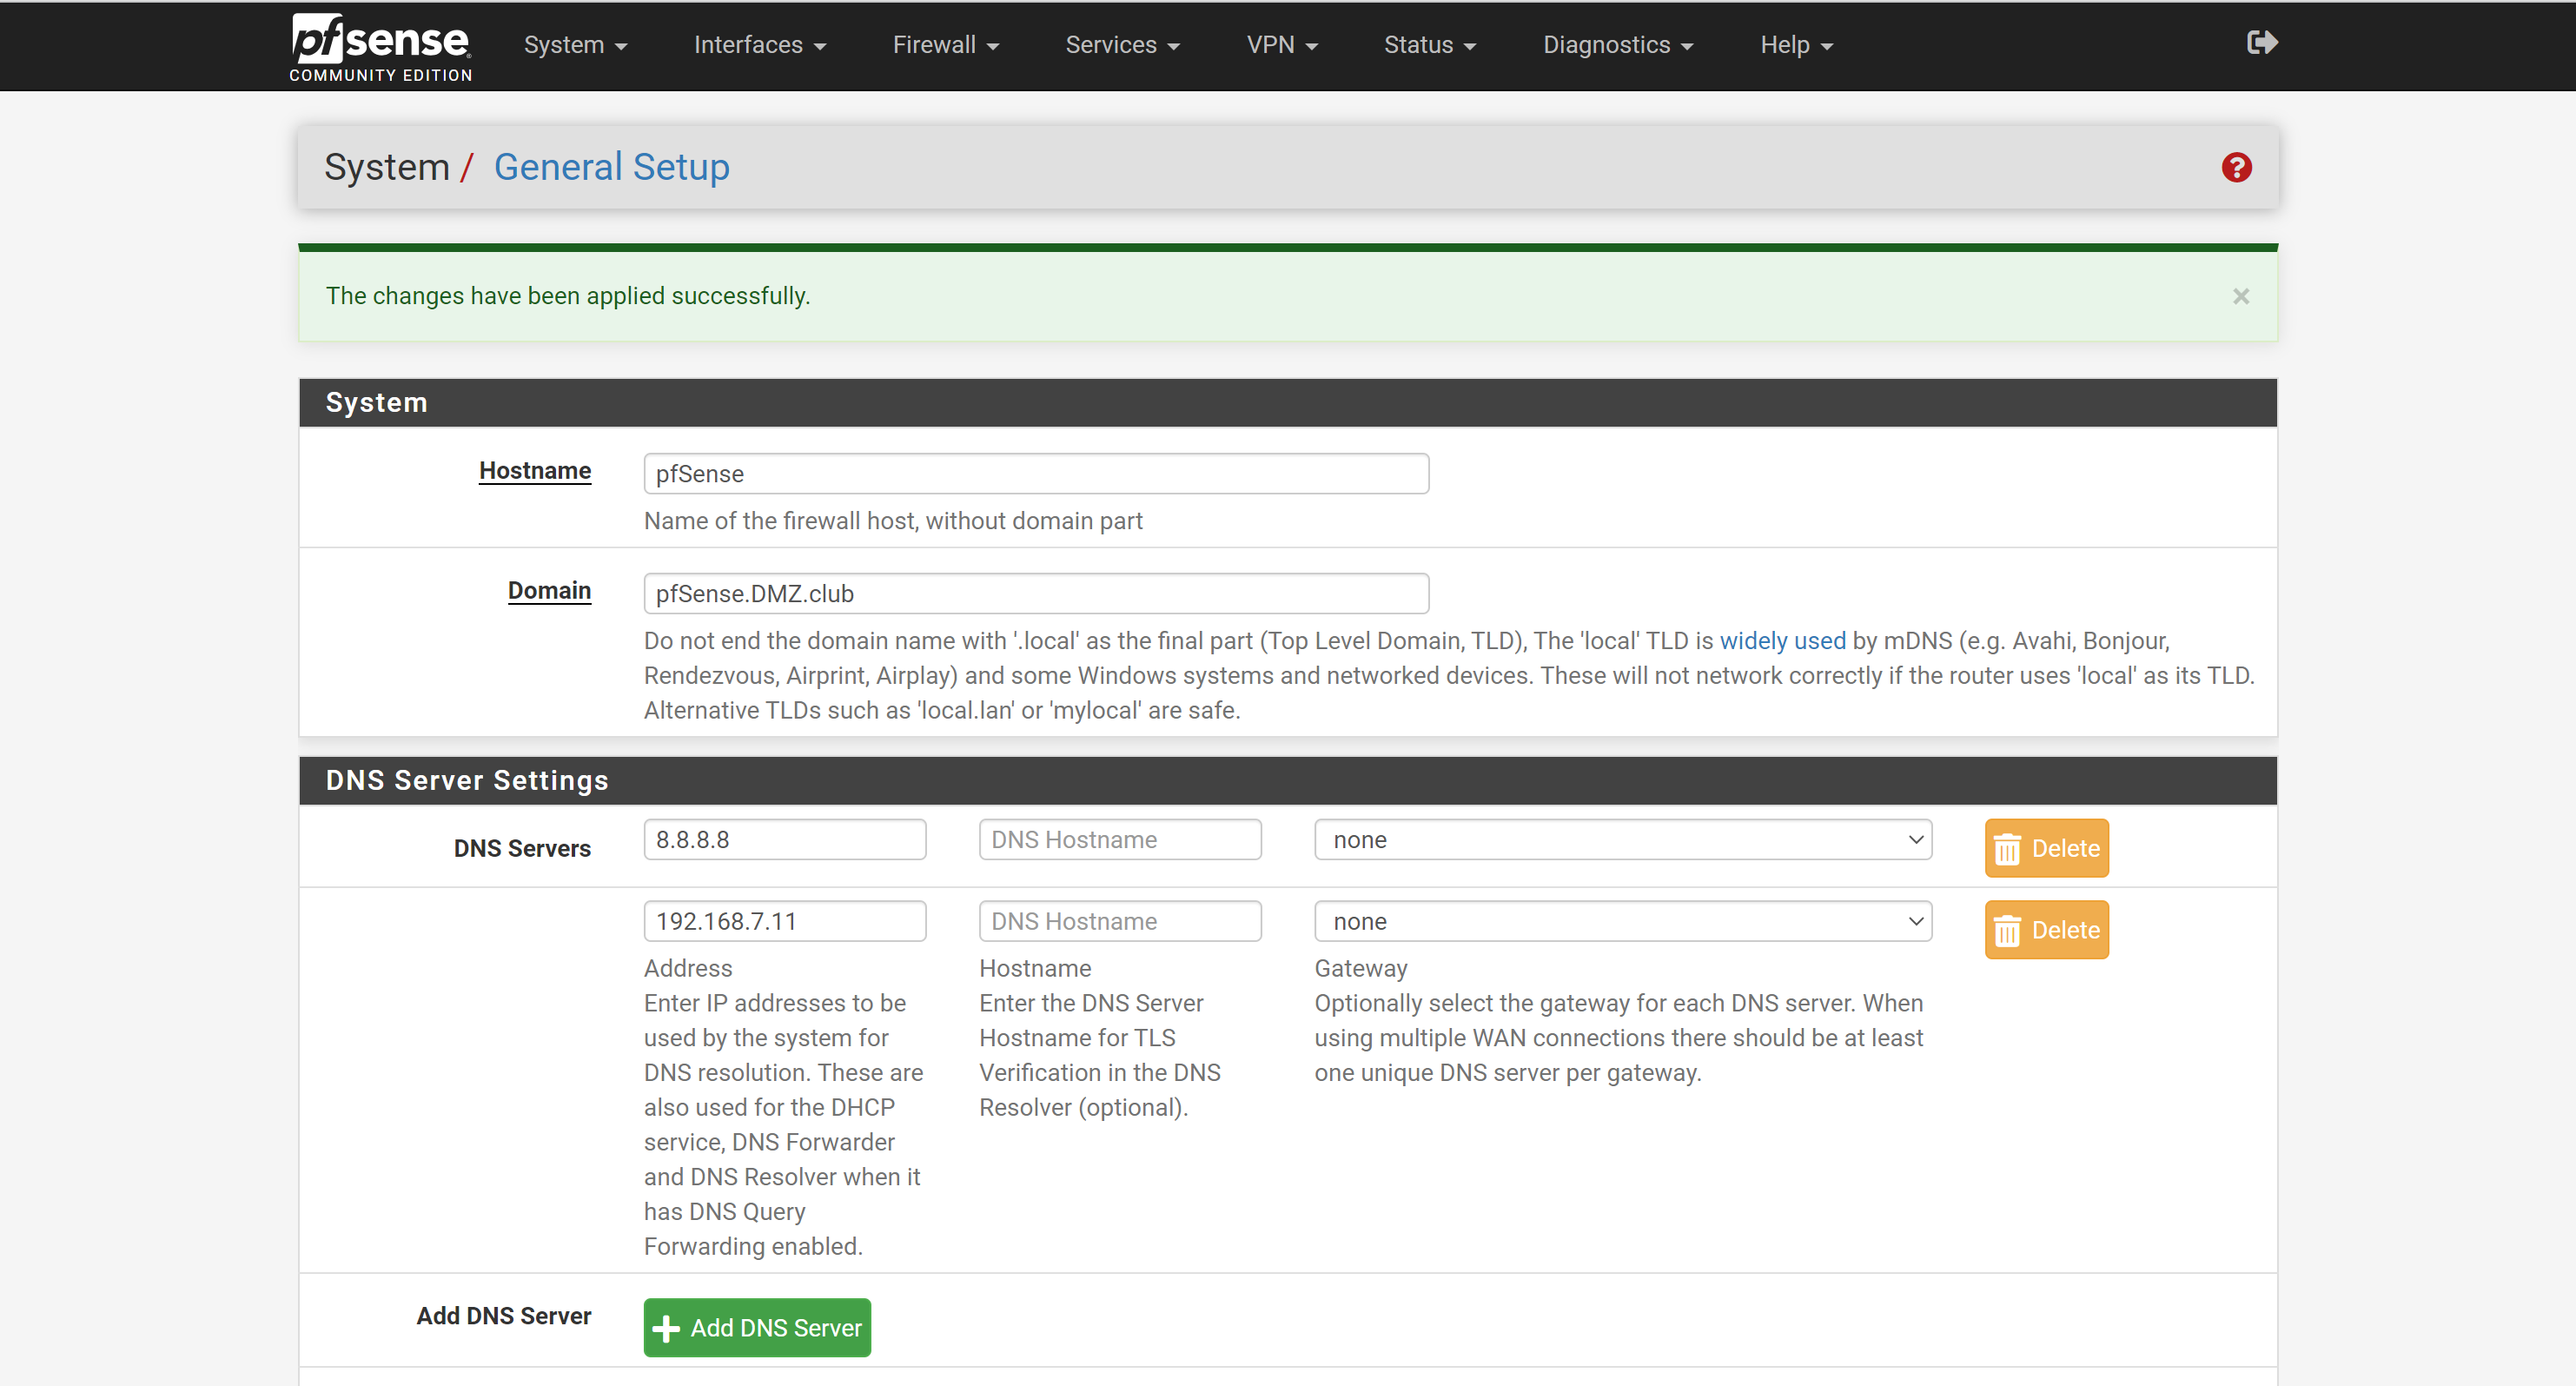 pfsense
COMMUNITY EDITION
System Interfaces Firewall Services VPN Status Diagnostics Help
System / General Setup
The changes have been applied successfully.
×
System
Hostname pfSense
Name of the firewall host, without domain part
Domain pfSense.DMZ.club
Do not end the domain name with '.local' as the final part (Top Level Domain, TLD), The 'local' TLD is widely used by mDNS (e.g. Avahi, Bonjour,
Rendezvous, Airprint, Airplay) and some Windows systems and networked devices. These will not network correctly if the router uses 'local' as its TLD.
Alternative TLDs such as 'local.lan' or 'mylocal' are safe.
DNS Server Settings
DNS Servers 8.8.8.8 DNS Hostname none Delete
192.168.7.11 DNS Hostname none Delete
Address
Enter IP addresses to be
used by the system for
DNS resolution. These are
also used for the DHCP
service, DNS Forwarder
and DNS Resolver when it
has DNS Query
Forwarding enabled.
Hostname
Enter the DNS Server
Hostname for TLS
Verification in the DNS
Resolver (optional).
Gateway
Optionally select the gateway for each DNS server. When
using multiple WAN connections there should be at least
one unique DNS server per gateway.
Add DNS Server Add DNS Server